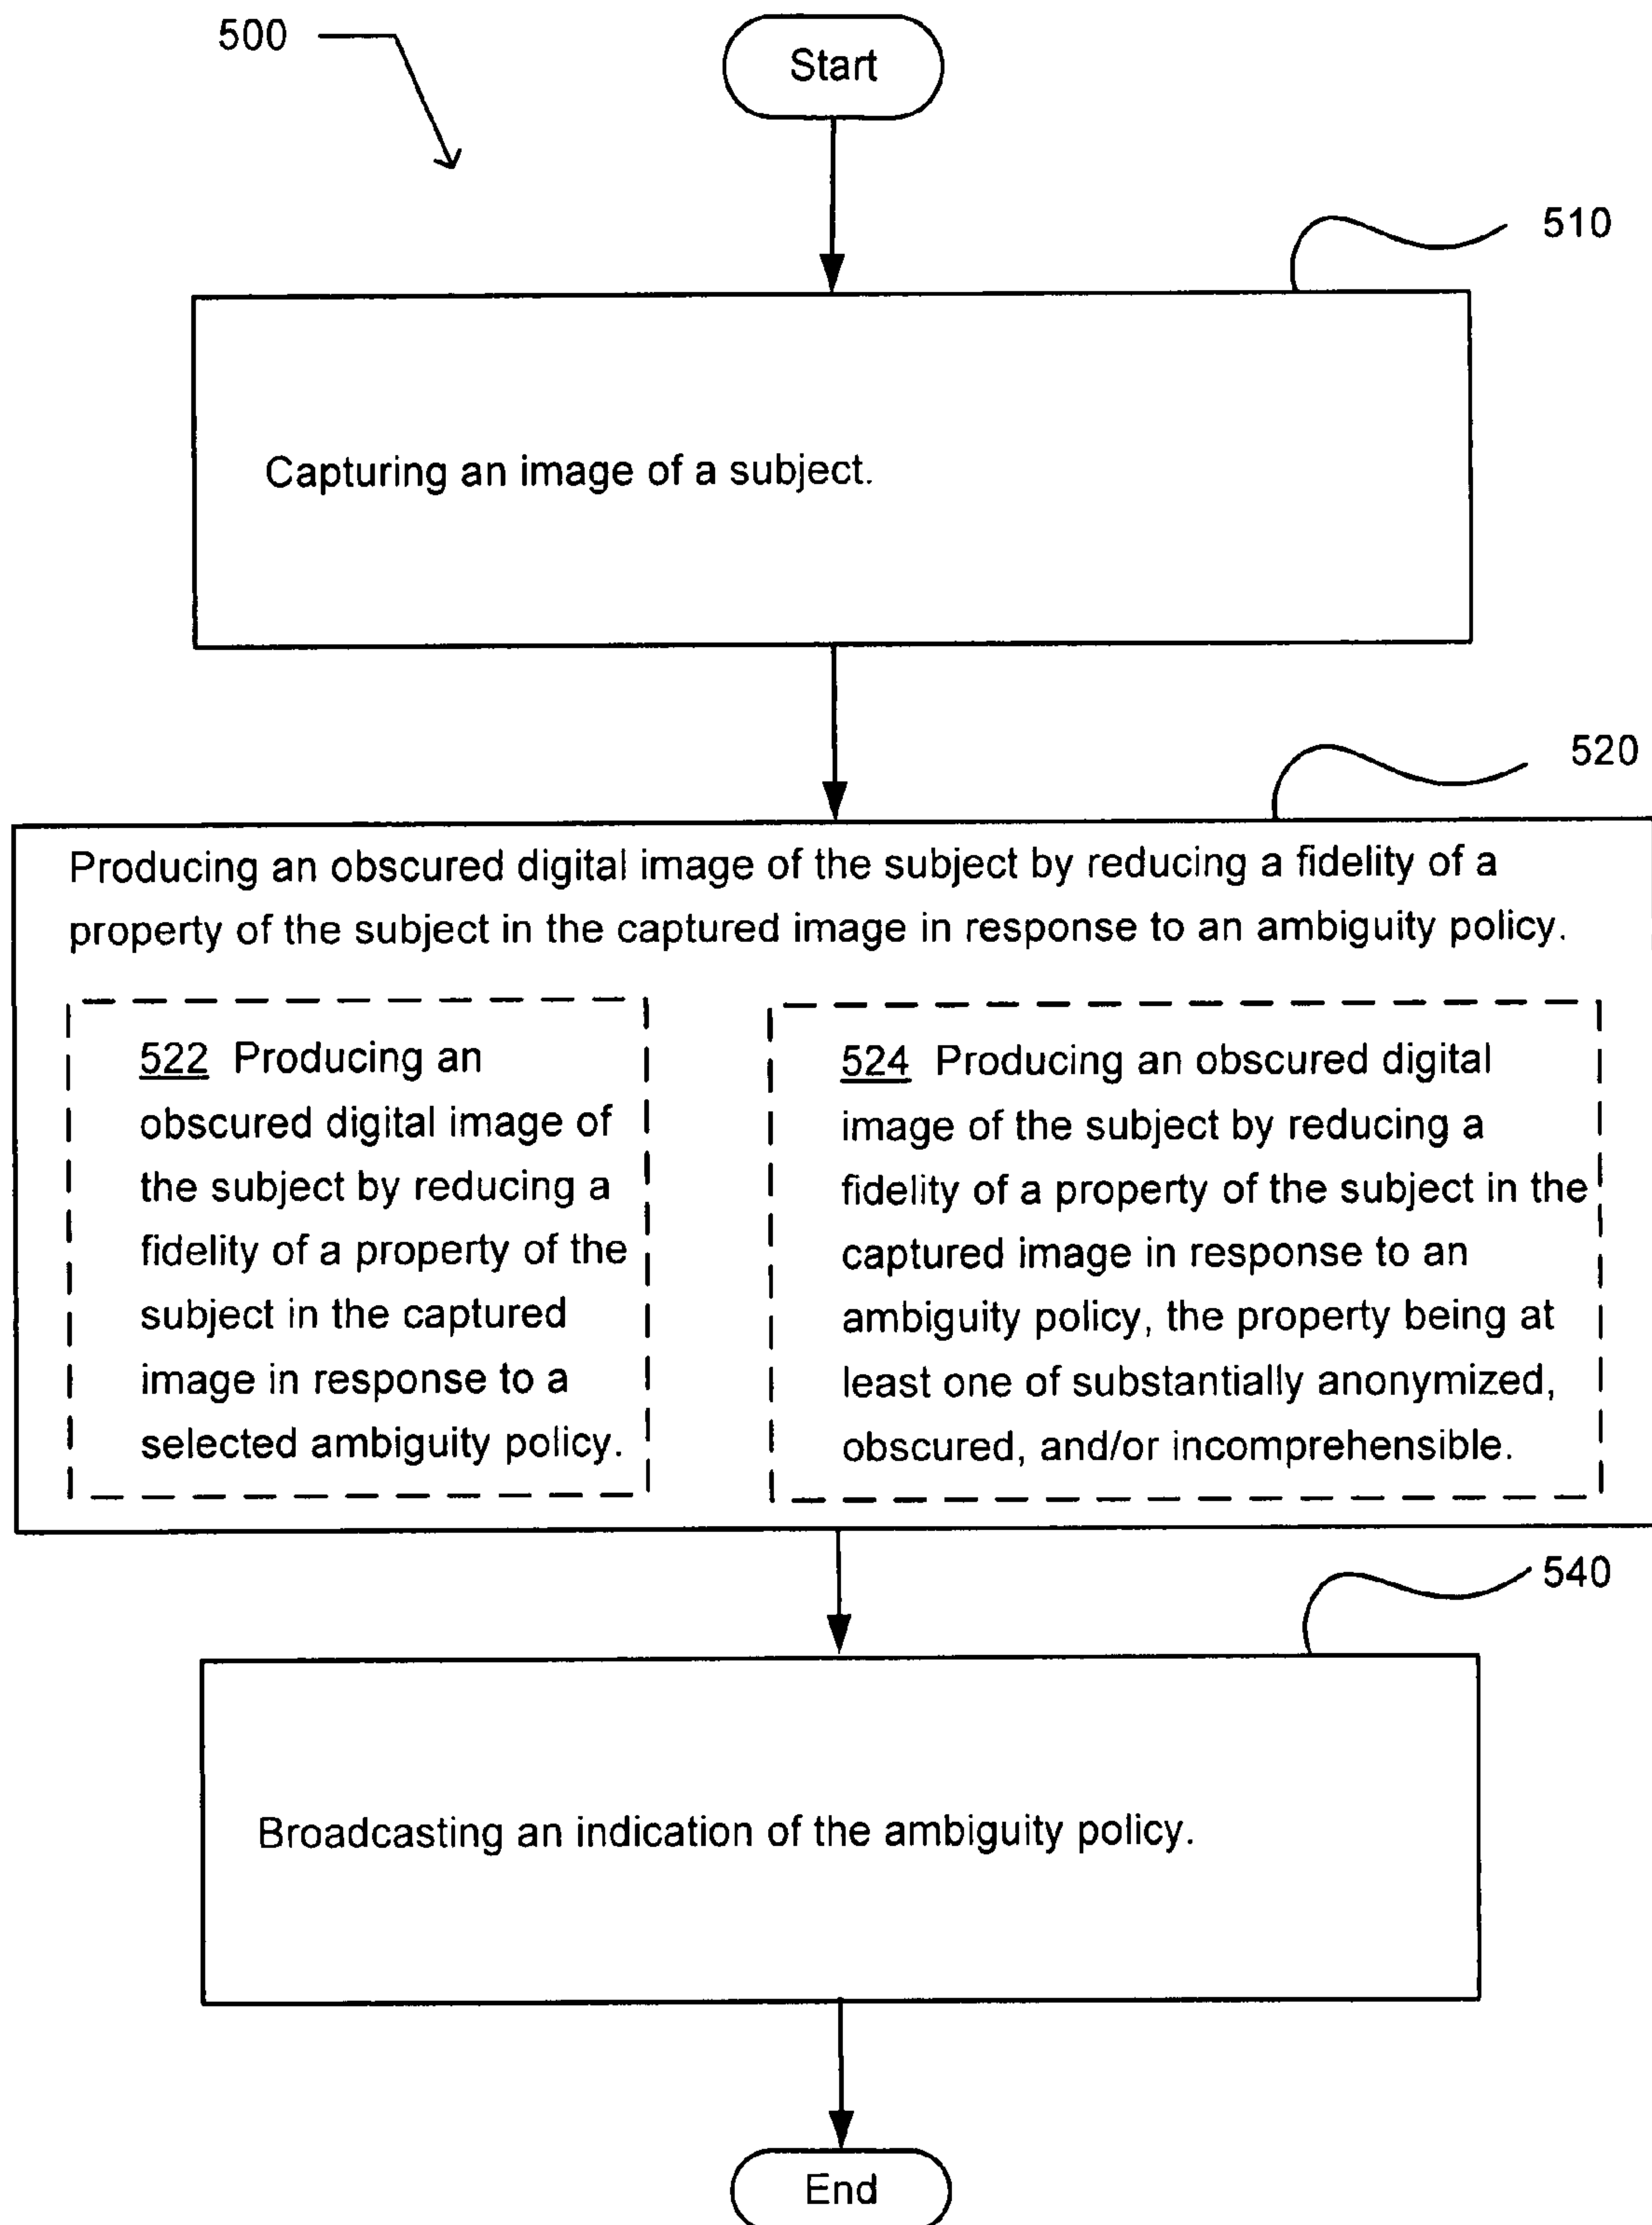 500
Start
510
Capturing an image of a subject.
520
Producing an obscured digital image of the subject by reducing a fidelity of a
property of the subject in the captured image in response to an ambiguity policy.
522 Producing an
obscured digital image of
the subject by reducing a
fidelity of a property of the
subject in the captured
image in response to a
selected ambiguity policy.
524 Producing an obscured digital
image of the subject by reducing a
fidelity of a property of the subject in the
captured image in response to an
ambiguity policy, the property being at
least one of substantially anonymized,
obscured, and/or incomprehensible.
540
Broadcasting an indication of the ambiguity policy.
End